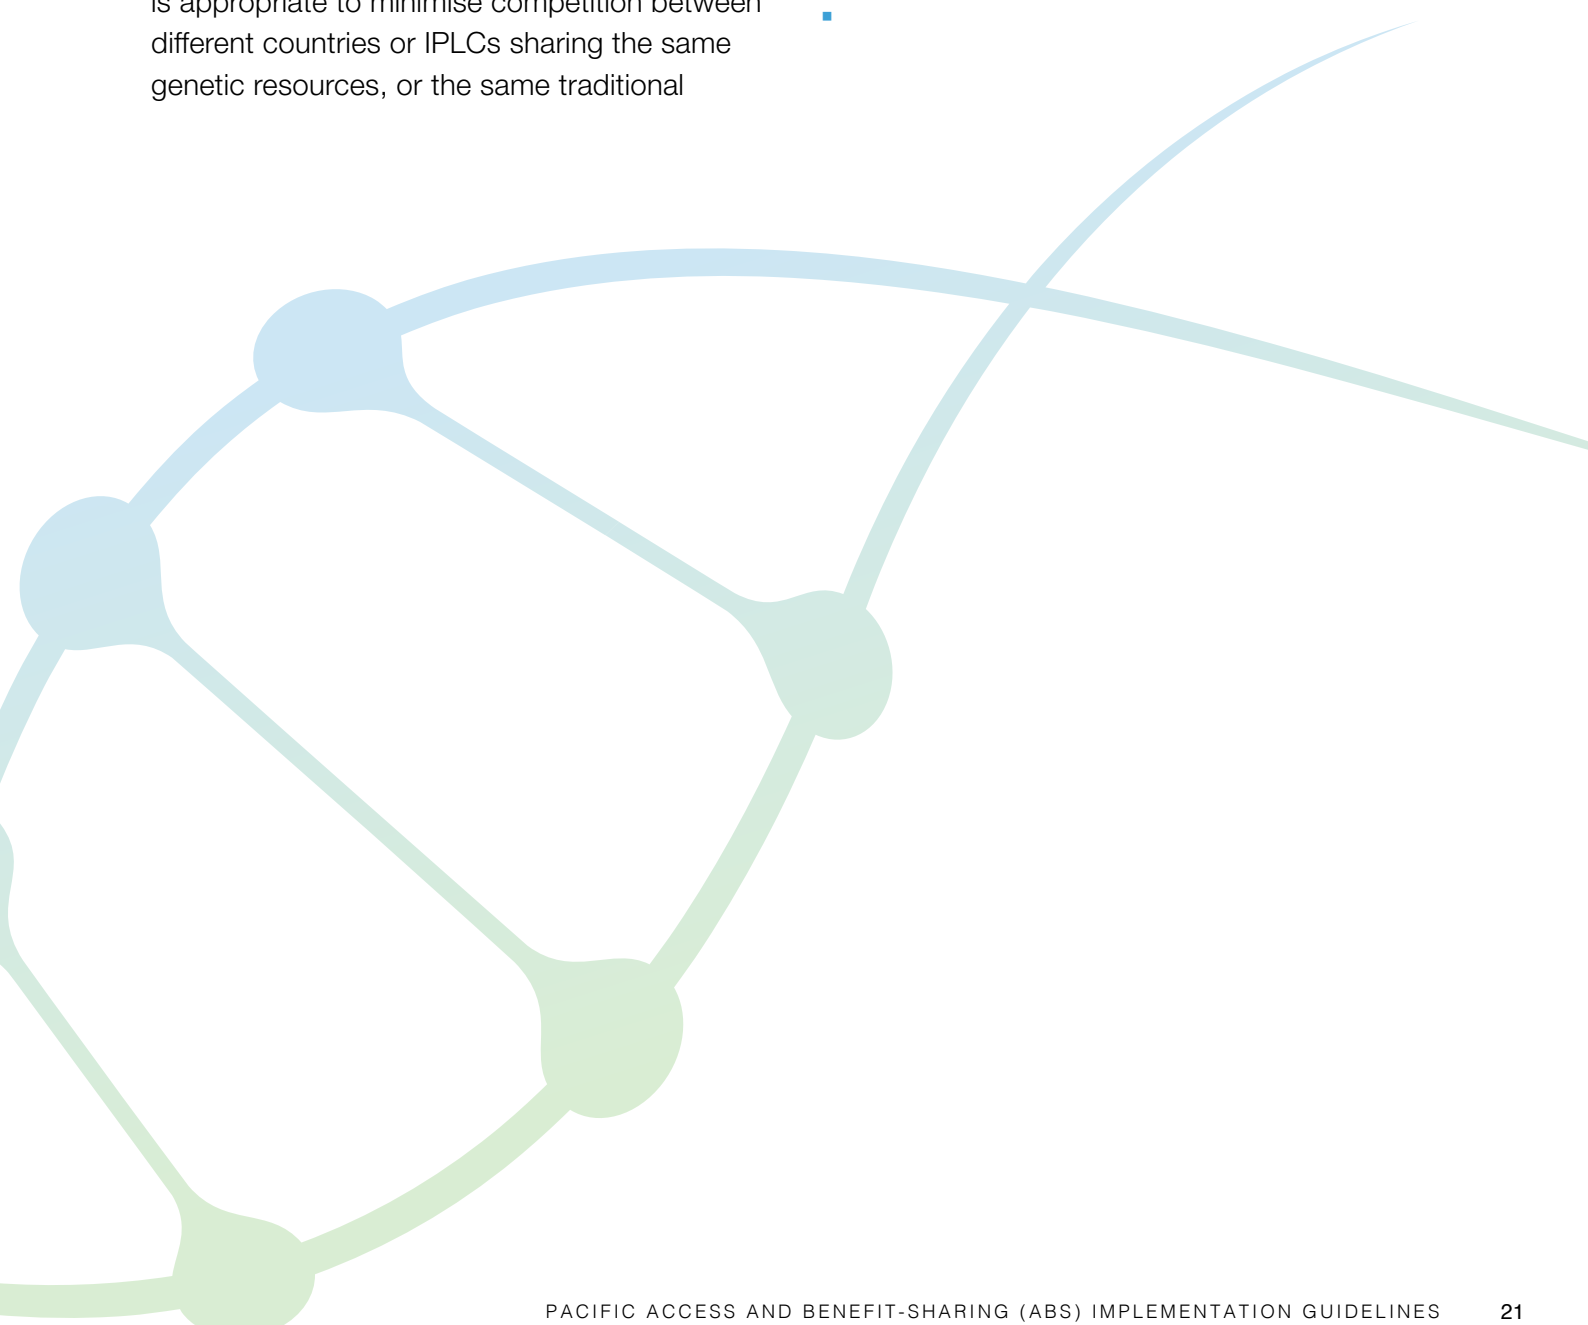 is appropriate to minimise competition between
different countries or IPLCs sharing the same
genetic resources, or the same traditional
PACIFIC ACCESS AND BENEFIT-SHARING (ABS) IMPLEMENTATION GUIDELINES 21